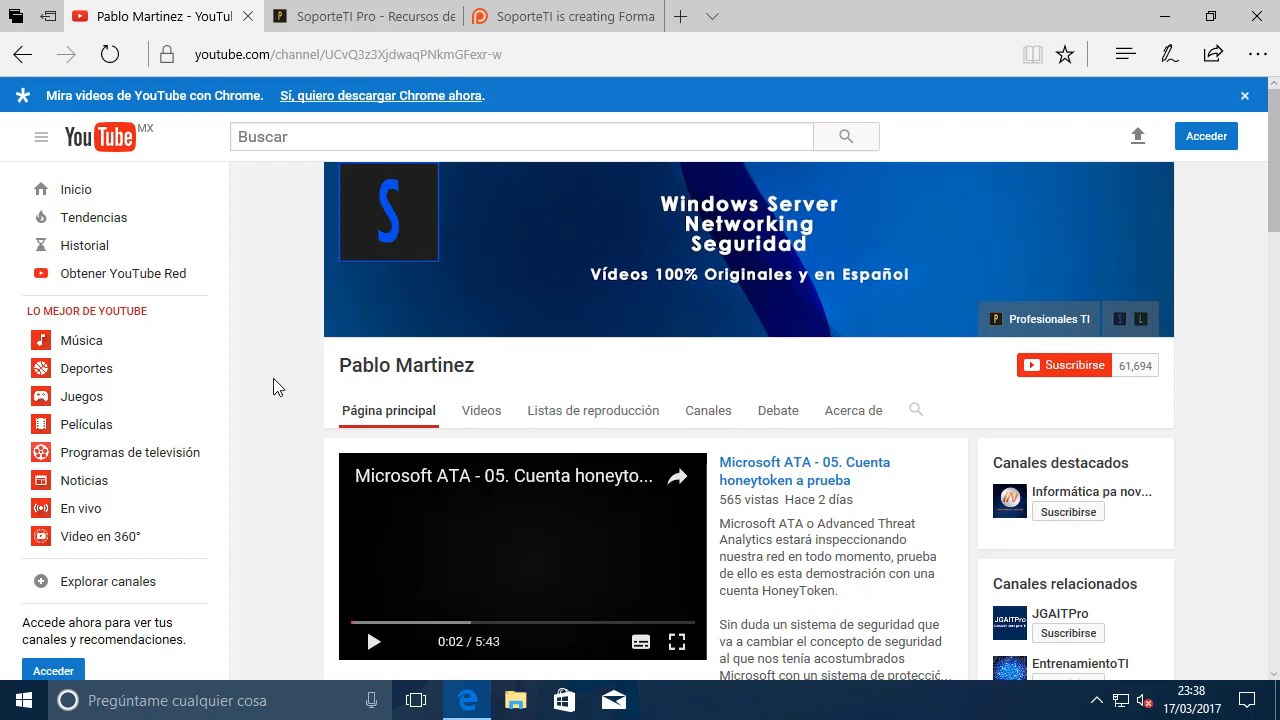 Pablo Martinez - YouTu
SoporteTI Pro - Recursos de
SoporteTI is creating Forma
youtube.com/channel/UCvQ3z3XjdwaqPNkmGFexr-w
Mira videos de YouTube con Chrome. Sí, quiero descargar Chrome ahora.
YouTube MX
Buscar
Acceder
Inicio
Tendencias
Historial
Obtener YouTube Red
LO MEJOR DE YOUTUBE
Música
Deportes
Juegos
Películas
Programas de televisión
Noticias
En vivo
Video en 360°
Explorar canales
Accede ahora para ver tus
canales y recomendaciones.
Acceder
S
Windows Server
Networking
Seguridad
Vídeos 100% Originales y en Español
P Profesionales TI S L
Pablo Martinez
Suscribirse 61,694
Página principal Videos Listas de reproducción Canales Debate Acerca de
Microsoft ATA - 05. Cuenta honeyto...
0:02 / 5:43
Microsoft ATA - 05. Cuenta
honeytoken a prueba
565 vistas Hace 2 días
Microsoft ATA o Advanced Threat
Analytics estará inspeccionando
nuestra red en todo momento, prueba
de ello es esta demostración con una
cuenta HoneyToken.
Sin duda un sistema de seguridad que
va a cambiar el concepto de seguridad
al que nos tenía acostumbrados
Microsoft con un sistema de protecció...
Canales destacados
Informática pa nov...
Suscribirse
Canales relacionados
JGAITPro
JGAITPro
Suscribirse
EntrenamientoTI
Pregúntame cualquier cosa
23:38
17/03/2017